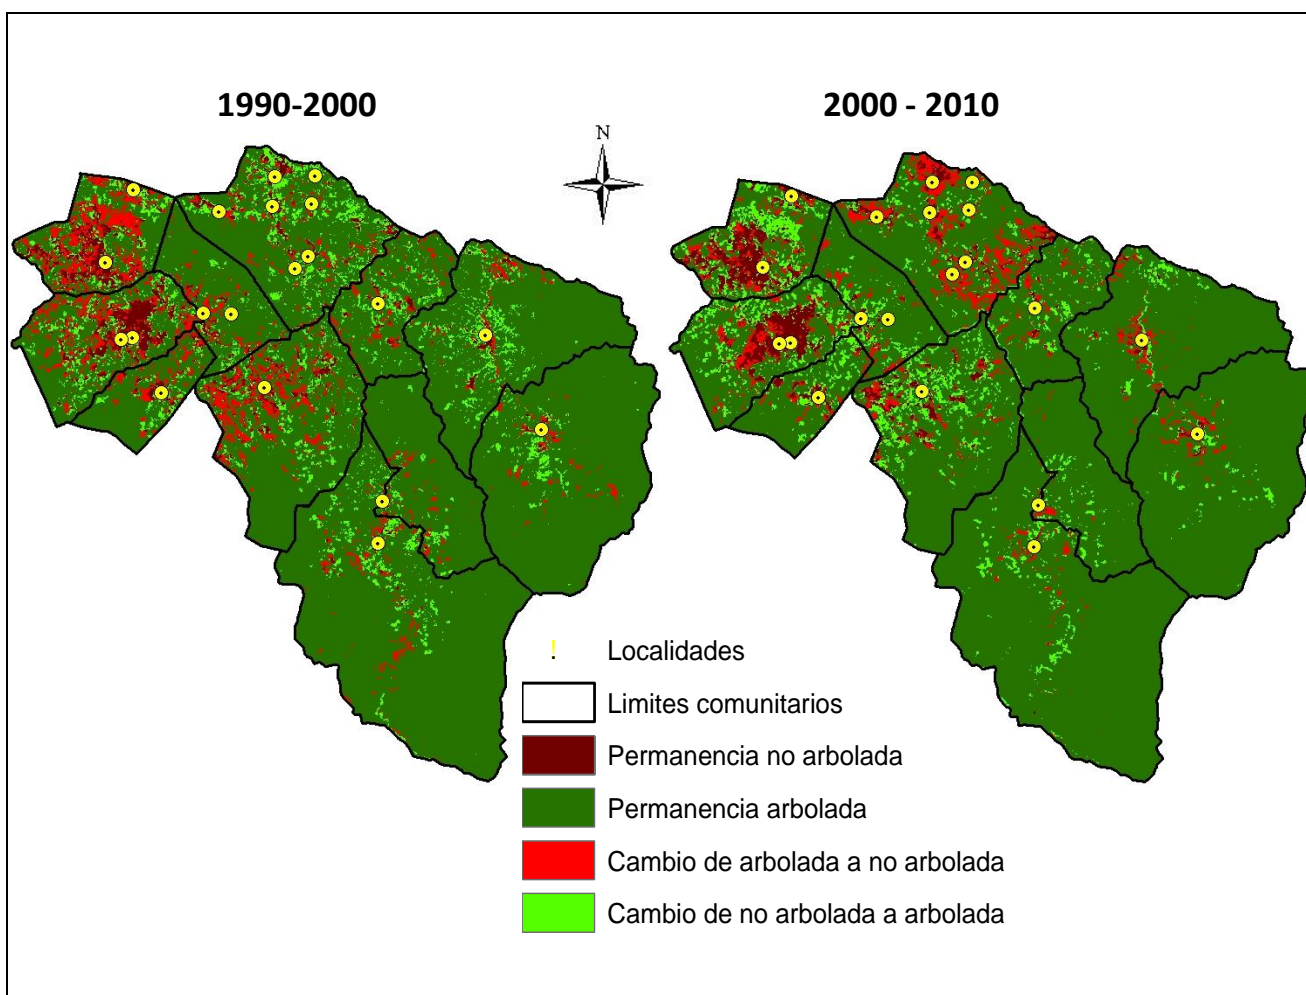 1990-2000
2000 - 2010
N
! Localidades
Limites comunitarios
Permanencia no arbolada
Permanencia arbolada
Cambio de arbolada a no arbolada
Cambio de no arbolada a arbolada